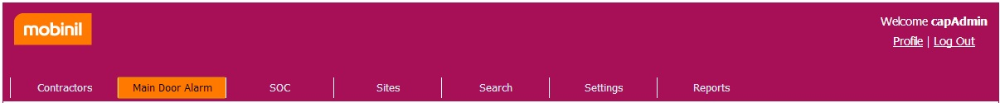 mobinil
Welcome capAdmin
Profile | Log Out
Contractors Main Door Alarm SOC Sites Search Settings Reports